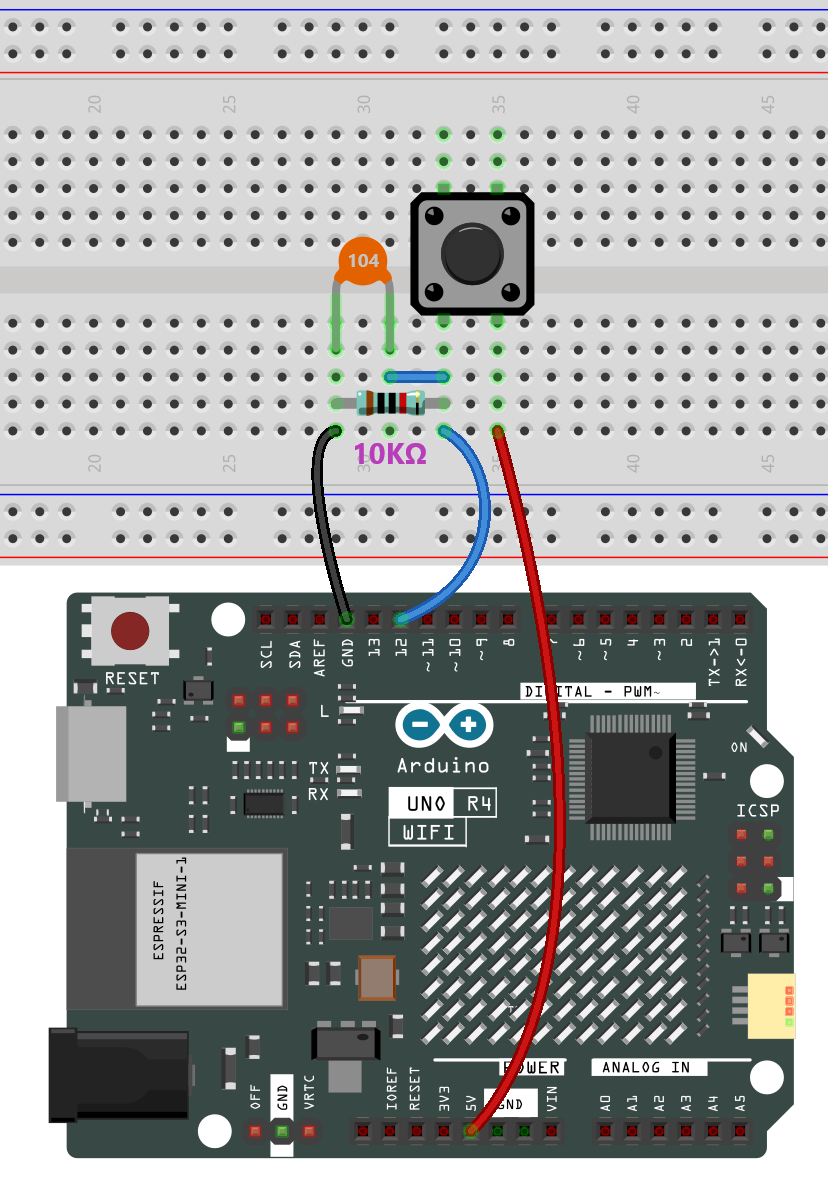 20 25 30 35 40 45
104
10KΩ
20 25 30 35 40 45
RESET
SCL SDA AREF GND 13 12 ~11 ~10 ~9 8 7 ~6 ~5 4 ~3 2 TX->1 RX<-0
DIGITAL - PWM~
L
Arduino
TX
RX
ON
UNO R4
WIFI
ICSP
ESPRESSIF
ESP32-S3-MINI-1
POWER ANALOG IN
OFF GND VRTC IOREF RESET 3V3 5V GND VIN A0 A1 A2 A3 A4 A5